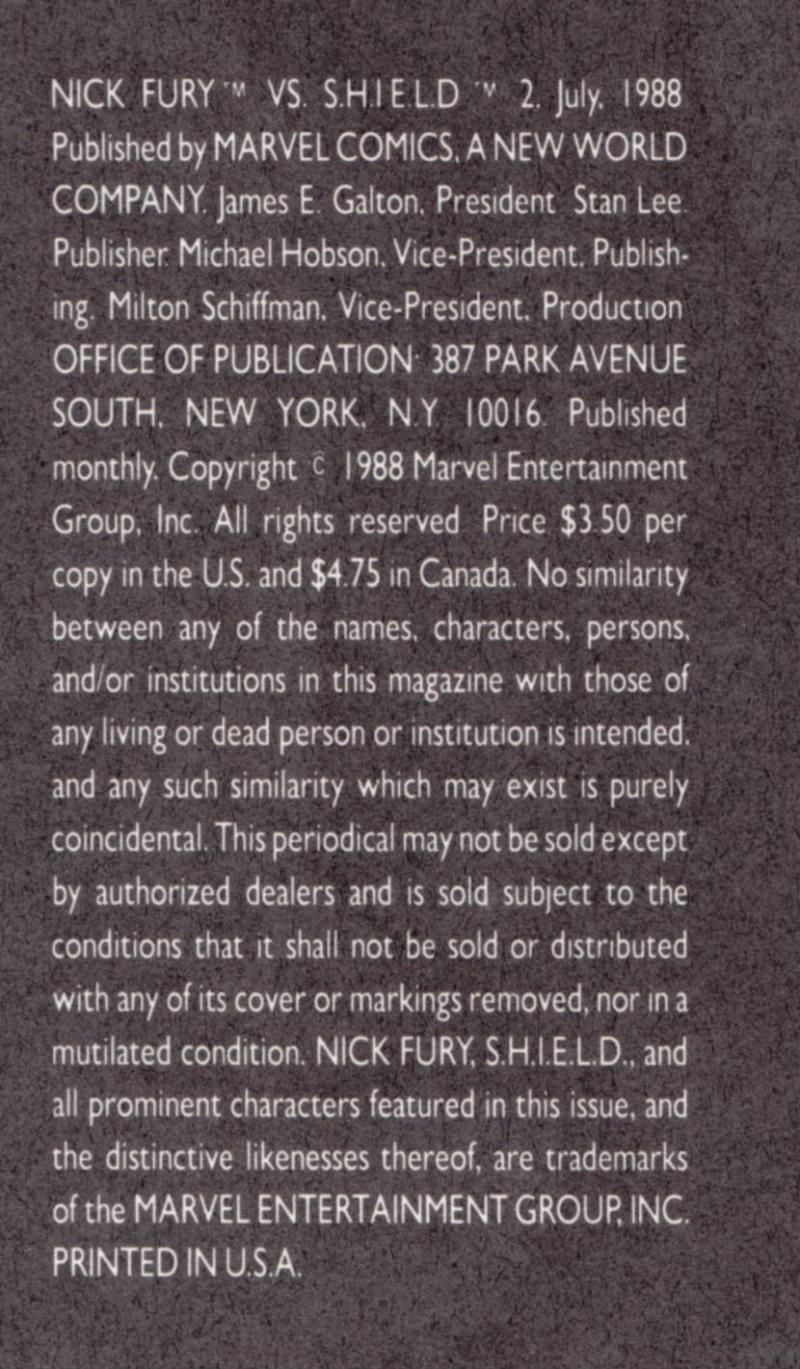 NICK FURY™ VS. S.H.I.E.L.D ™ 2, July, 1988
Published by MARVEL COMICS, A NEW WORLD
COMPANY. James E. Galton, President Stan Lee.
Publisher. Michael Hobson, Vice-President, Publish-
ing. Milton Schiffman, Vice-President, Production
OFFICE OF PUBLICATION· 387 PARK AVENUE
SOUTH, NEW YORK, N.Y. 10016. Published
monthly. Copyright © 1988 Marvel Entertainment
Group, Inc. All rights reserved Price $3.50 per
copy in the U.S. and $4.75 in Canada. No similarity
between any of the names, characters, persons,
and/or institutions in this magazine with those of
any living or dead person or institution is intended,
and any such similarity which may exist is purely
coincidental. This periodical may not be sold except
by authorized dealers and is sold subject to the
conditions that it shall not be sold or distributed
with any of its cover or markings removed, nor in a
mutilated condition. NICK FURY, S.H.I.E.L.D., and
all prominent characters featured in this issue, and
the distinctive likenesses thereof, are trademarks
of the MARVEL ENTERTAINMENT GROUP, INC.
PRINTED IN U.S.A.